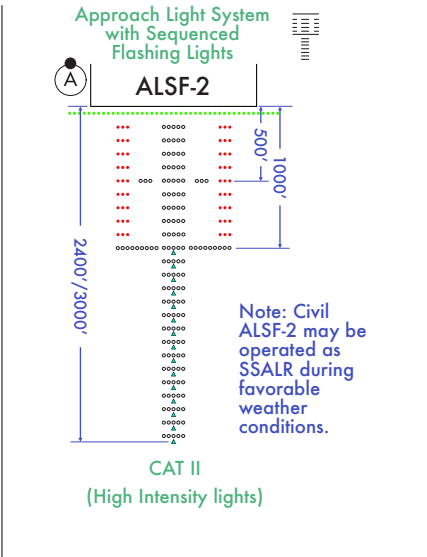 Approach Light System
with Sequenced
Flashing Lights
A
ALSF-2
500'
1000'
2400'/3000'
Note: Civil
ALSF-2 may be
operated as
SSALR during
favorable
weather
conditions.
CAT II
(High Intensity lights)